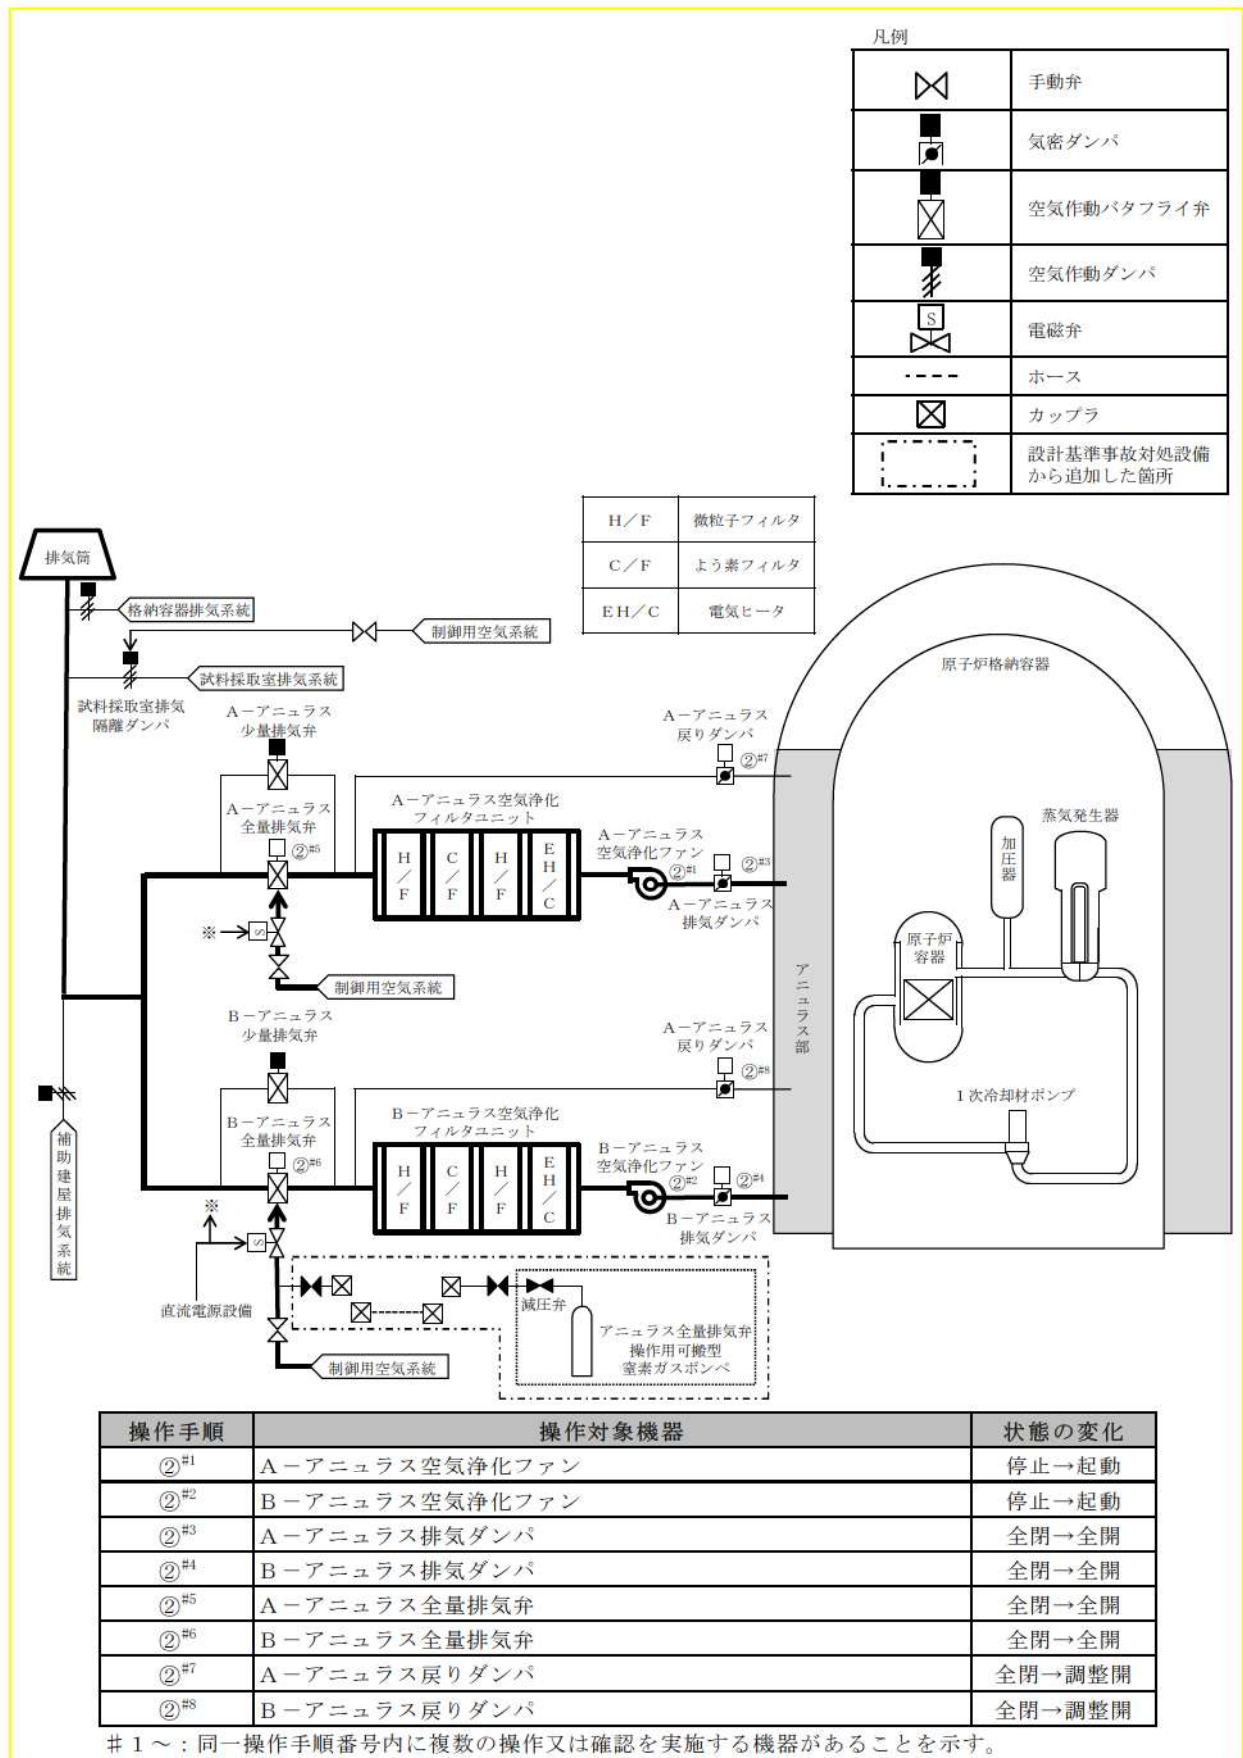 凡例
手動弁
気密ダンパ
空気作動バタフライ弁
空気作動ダンパ
S
電磁弁
ホース
カップラ
設計基準事故対処設備
から追加した箇所
H/F 微粒子フィルタ
C/F よう素フィルタ
EH/C 電気ヒータ
排気筒
格納容器排気系統
制御用空気系統
試料採取室排気系統
試料採取室排気
隔離ダンパ
A-アニュラス
少量排気弁
A-アニュラス
戻りダンパ
②#7
原子炉格納容器
A-アニュラス
全量排気弁
②#5
A-アニュラス空気浄化
フィルタユニット
H/F
C/F
H/F
EH/C
A-アニュラス
空気浄化ファン
②#1
②#3
A-アニュラス
排気ダンパ
※
S
制御用空気系統
加圧器
蒸気発生器
原子炉
容器
アニュラス部
1次冷却材ポンプ
B-アニュラス
少量排気弁
A-アニュラス
戻りダンパ
②#8
B-アニュラス
全量排気弁
②#6
B-アニュラス空気浄化
フィルタユニット
H/F
C/F
H/F
EH/C
B-アニュラス
空気浄化ファン
②#2
②#4
B-アニュラス
排気ダンパ
補助建屋排気系統
※
S
直流電源設備
減圧弁
アニュラス全量排気弁
操作用可搬型
窒素ガスボンベ
制御用空気系統
操作手順 操作対象機器 状態の変化
②#1 A-アニュラス空気浄化ファン 停止→起動
②#2 B-アニュラス空気浄化ファン 停止→起動
②#3 A-アニュラス排気ダンパ 全閉→全開
②#4 B-アニュラス排気ダンパ 全閉→全開
②#5 A-アニュラス全量排気弁 全閉→全開
②#6 B-アニュラス全量排気弁 全閉→全開
②#7 A-アニュラス戻りダンパ 全閉→調整開
②#8 B-アニュラス戻りダンパ 全閉→調整開
#1~:同一操作手順番号内に複数の操作又は確認を実施する機器があることを示す。